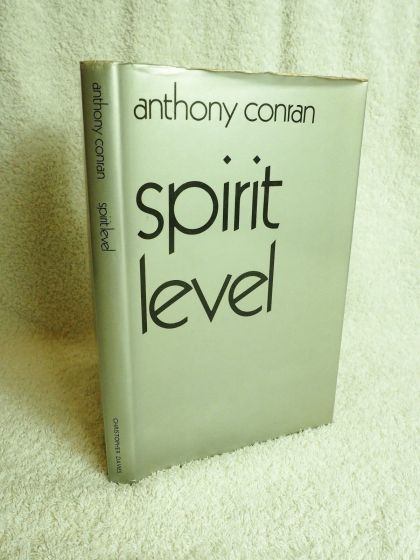 anthony conran
spirit
level
anthony conran
spirit level
CHRISTOPHER DAVIES